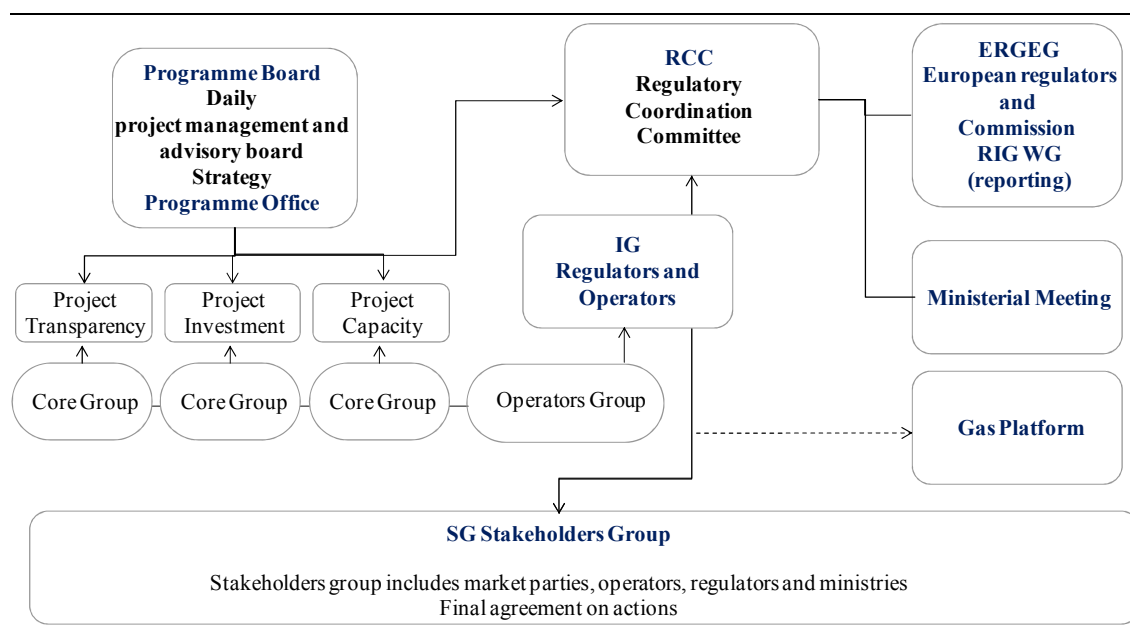 Programme Board
Daily
project management and
advisory board
Strategy
Programme Office
RCC
Regulatory
Coordination
Committee
ERGEG
European regulators
and
Commission
RIG WG
(reporting)
IG
Regulators and
Operators
Ministerial Meeting
Project
Transparency
Project
Investment
Project
Capacity
Core Group
Core Group
Core Group
Operators Group
Gas Platform
SG Stakeholders Group
Stakeholders group includes market parties, operators, regulators and ministries
Final agreement on actions